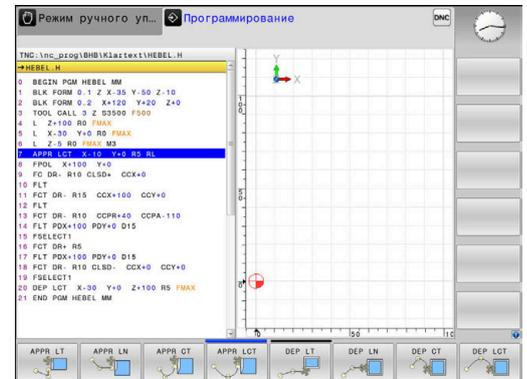 Режим ручного уп...
Программирование
DNC
TNC:\nc_prog\BHB\Klartext\HEBEL.H
→HEBEL.H
0 BEGIN PGM HEBEL MM
1 BLK FORM 0.1 Z X-35 Y-50 Z-10
2 BLK FORM 0.2 X+120 Y+20 Z+0
3 TOOL CALL 3 Z S3500 F500
4 L Z+100 R0 FMAX
5 L X-30 Y+0 R0 FMAX
6 L Z-5 R0 FMAX M3
7 APPR LCT X-10 Y+0 R5 RL
8 FPOL X+100 Y+0
9 FC DR- R10 CLSD+ CCX+0
10 FLT
11 FCT DR- R15 CCX+100 CCY+0
12 FLT
13 FCT DR- R10 CCPR+40 CCPA-110
14 FLT PDX+100 PDY+0 D15
15 FSELECT1
16 FCT DR+ R5
17 FLT PDX+100 PDY+0 D15
18 FCT DR- R10 CLSD- CCX+0 CCY+0
19 FSELECT1
20 DEP LCT X-30 Y+0 Z+100 R5 FMAX
21 END PGM HEBEL MM
Y
X
100
50
0
0
50
APPR LT
APPR LN
APPR CT
APPR LCT
DEP LT
DEP LN
DEP CT
DEP LCT